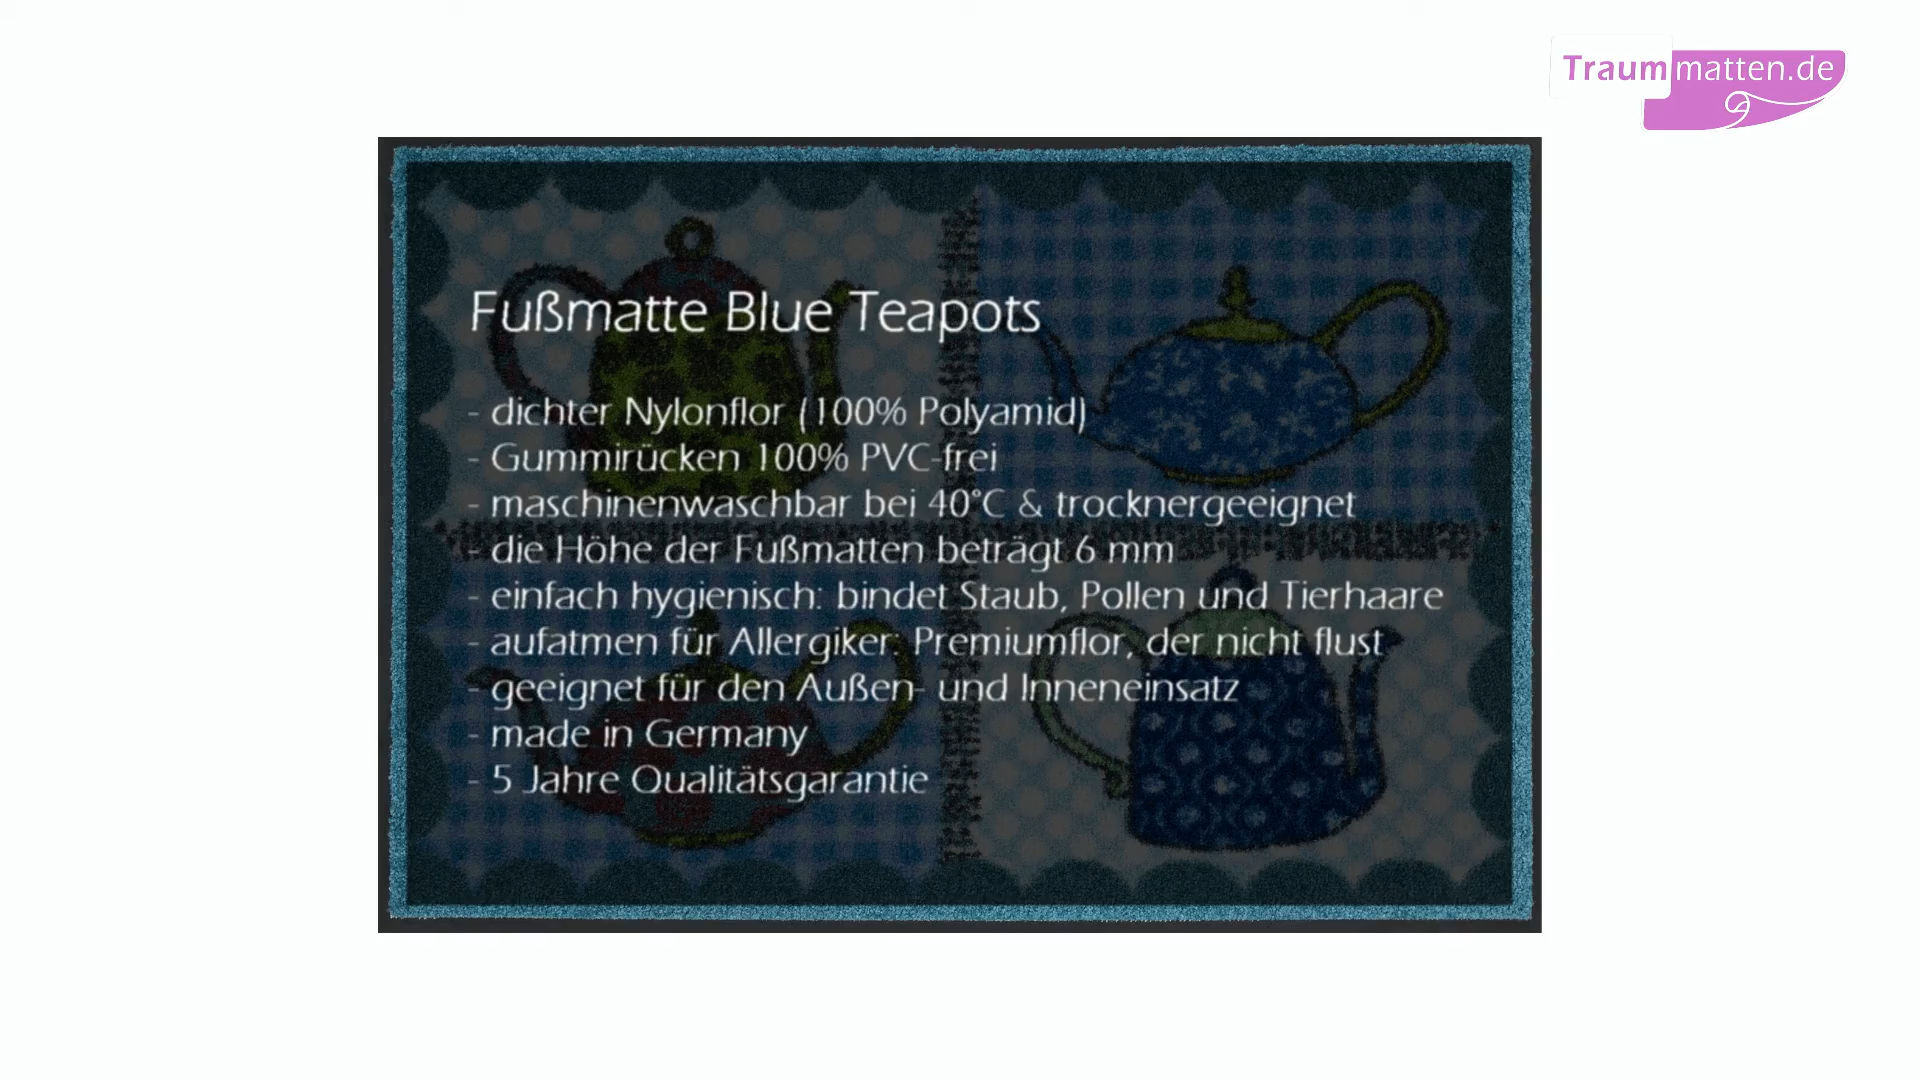 Traummatten.de
Fußmatte Blue Teapots
- dichter Nylonflor (100% Polyamid)
- Gummirücken 100% PVC-frei
- maschinenwaschbar bei 40°C & trocknergeeignet
- die Höhe der Fußmatten beträgt 6 mm
- einfach hygienisch: bindet Staub, Pollen und Tierhaare
- aufatmen für Allergiker: Premiumflor, der nicht flust
- geeignet für den Außen- und Inneneinsatz
- made in Germany
- 5 Jahre Qualitätsgarantie